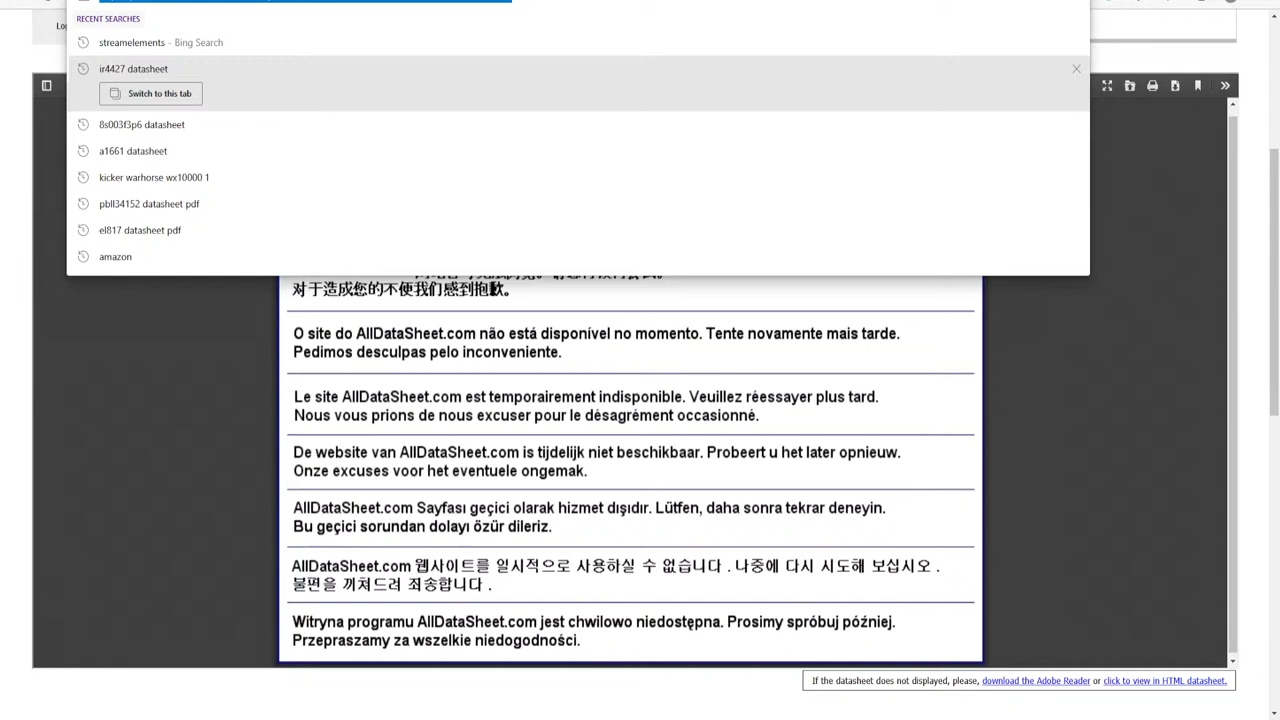 Lo
RECENT SEARCHES
streamelements - Bing Search
ir4427 datasheet
Switch to this tab
8s003f3p6 datasheet
a1661 datasheet
kicker warhorse wx10000 1
pbll34152 datasheet pdf
el817 datasheet pdf
amazon
对于造成您的不便我们感到抱歉。
O site do AllDataSheet.com não está disponível no momento. Tente novamente mais tarde.
Pedimos desculpas pelo inconveniente.
Le site AllDataSheet.com est temporairement indisponible. Veuillez réessayer plus tard.
Nous vous prions de nous excuser pour le désagrément occasionné.
De website van AllDataSheet.com is tijdelijk niet beschikbaar. Probeert u het later opnieuw.
Onze excuses voor het eventuele ongemak.
AllDataSheet.com Sayfası geçici olarak hizmet dışıdır. Lütfen, daha sonra tekrar deneyin.
Bu geçici sorundan dolayı özür dileriz.
AllDataSheet.com 웹사이트를 일시적으로 사용하실 수 없습니다 . 나중에 다시 시도해 보십시오 .
불편을 끼쳐드려 죄송합니다 .
Witryna programu AllDataSheet.com jest chwilowo niedostępna. Prosimy spróbuj później.
Przepraszamy za wszelkie niedogodności.
If the datasheet does not displayed, please, download the Adobe Reader or click to view in HTML datasheet.